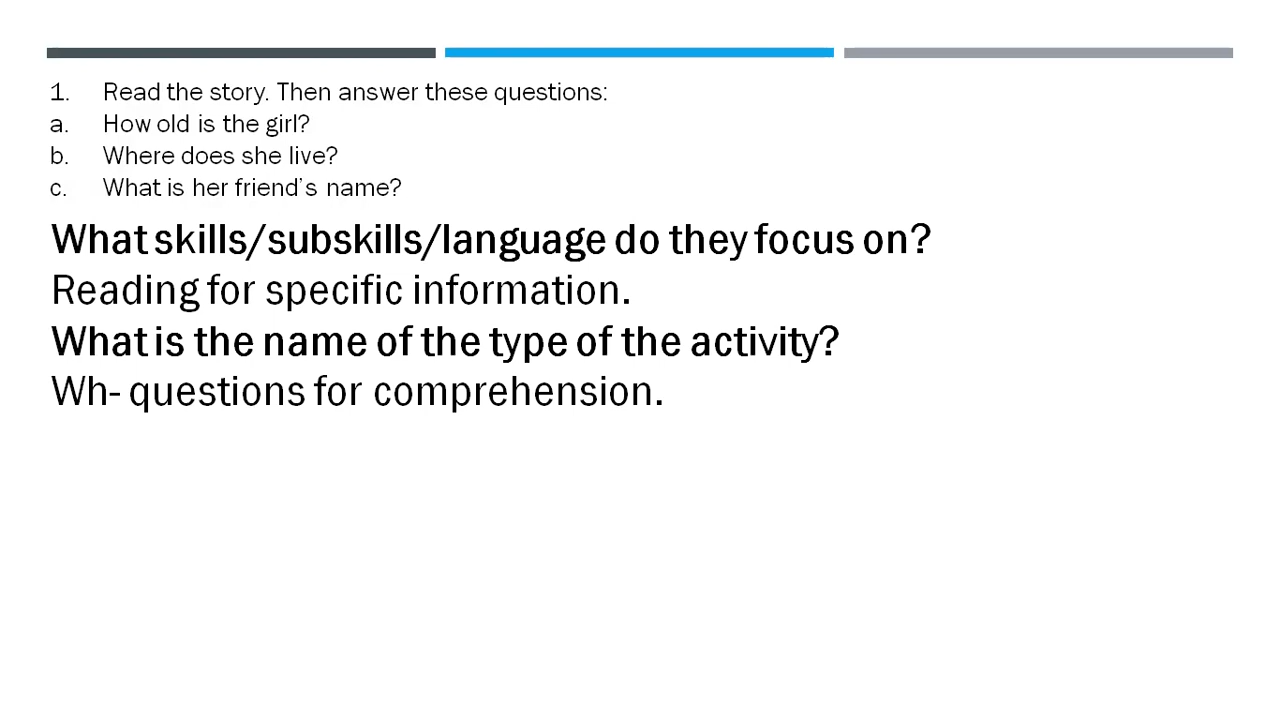 1. Read the story. Then answer these questions:
a. How old is the girl?
b. Where does she live?
c. What is her friend's name?
What skills/subskills/language do they focus on?
Reading for specific information.
What is the name of the type of the activity?
Wh- questions for comprehension.